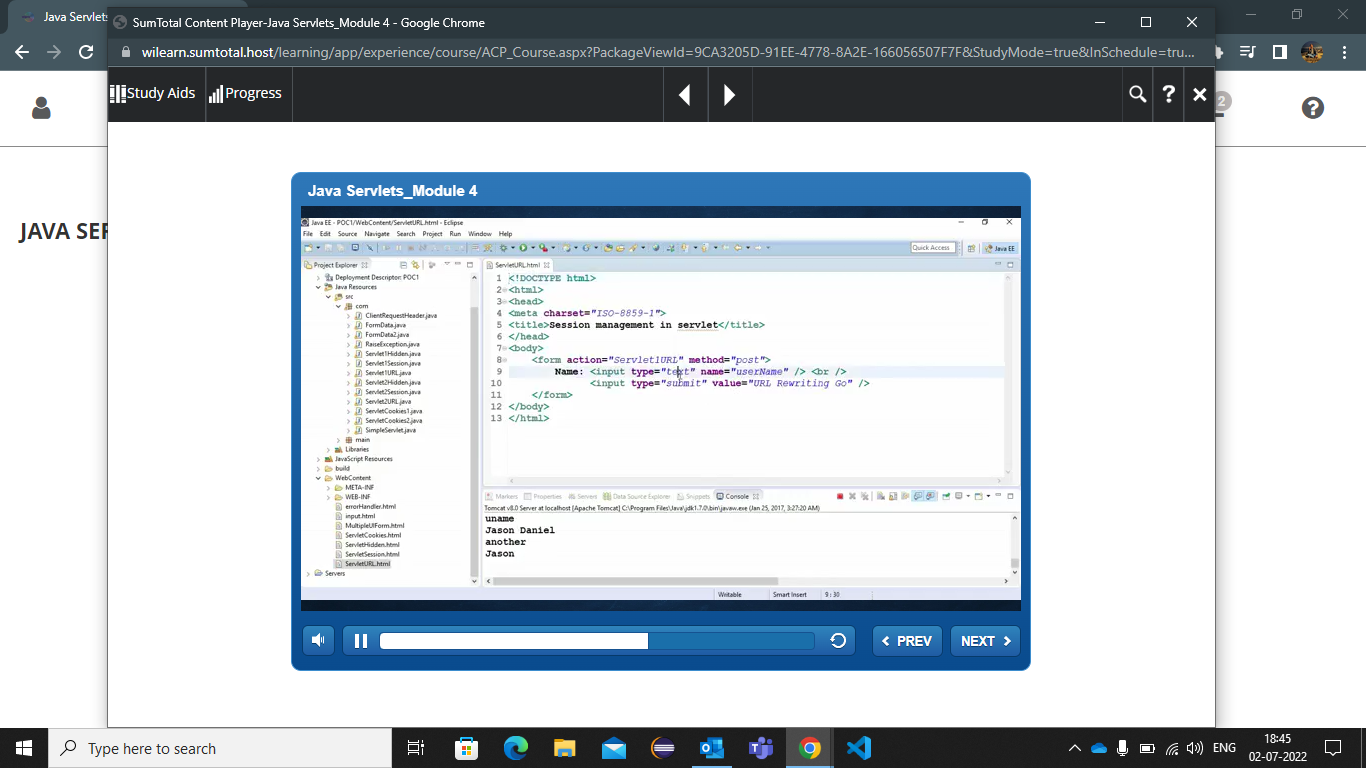 Java Servlets
SumTotal Content Player-Java Servlets_Module 4 - Google Chrome
wilearn.sumtotal.host/learning/app/experience/course/ACP_Course.aspx?PackageViewId=9CA3205D-91EE-4778-8A2E-166056507F7F&StudyMode=true&InSchedule=tru...
Study Aids
Progress
?
2
?
JAVA SER
Java Servlets_Module 4
Java EE - POC1/WebContent/ServletURL.html - Eclipse
File Edit Source Navigate Search Project Run Window Help
Quick Access
Java EE
Project Explorer
Deployment Descriptor: POC1
Java Resources
src
com
ClientRequestHeader.java
FormData.java
FormData2.java
RaiseException.java
Servlet1Hidden.java
Servlet1Session.java
Servlet1URL.java
Servlet2Hidden.java
Servlet2Session.java
Servlet2URL.java
ServletCookies1.java
ServletCookies2.java
SimpleServlet.java
main
Libraries
JavaScript Resources
build
WebContent
META-INF
WEB-INF
errorHandler.html
input.html
MultipleUIForm.html
ServletCookies.html
ServletHidden.html
ServletSession.html
ServletURL.html
Servers
ServletURL.html
1 <!DOCTYPE html>
2 <html>
3 <head>
4 <meta charset="ISO-8859-1">
5 <title>Session management in servlet</title>
6 </head>
7 <body>
8 <form action="Servlet1URL" method="post">
9 Name: <input type="text" name="userName" /> <br />
10 <input type="submit" value="URL Rewriting Go" />
11 </form>
12 </body>
13 </html>
Markers Properties Servers Data Source Explorer Snippets Console
Tomcat v8.0 Server at localhost [Apache Tomcat] C:\Program Files\Java\jdk1.7.0\bin\javaw.exe (Jan 25, 2017, 3:27:20 AM)
uname
Jason Daniel
another
Jason
Writable Smart Insert 9 : 30
PREV
NEXT
Type here to search
ENG
18:45
02-07-2022